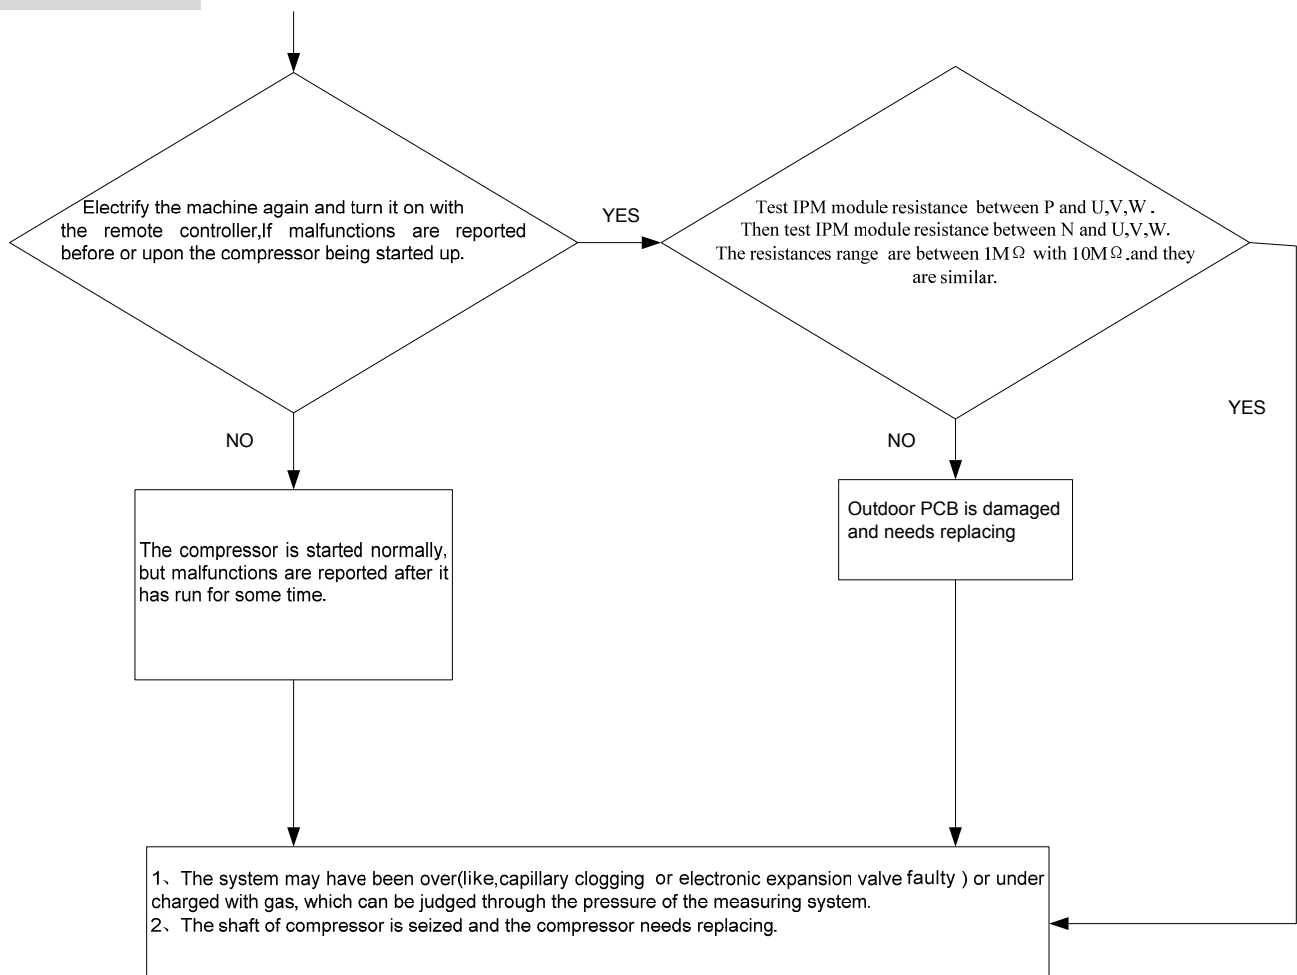 Electrify the machine again and turn it on with
the remote controller,If malfunctions are reported
before or upon the compressor being started up.
YES
Test IPM module resistance between P and U,V,W .
Then test IPM module resistance between N and U,V,W.
The resistances range are between 1MΩ with 10MΩ.and they
are similar.
YES
NO
NO
The compressor is started normally,
but malfunctions are reported after it
has run for some time.
Outdoor PCB is damaged
and needs replacing
1、The system may have been over(like,capillary clogging or electronic expansion valve faulty ) or under
charged with gas, which can be judged through the pressure of the measuring system.
2、The shaft of compressor is seized and the compressor needs replacing.